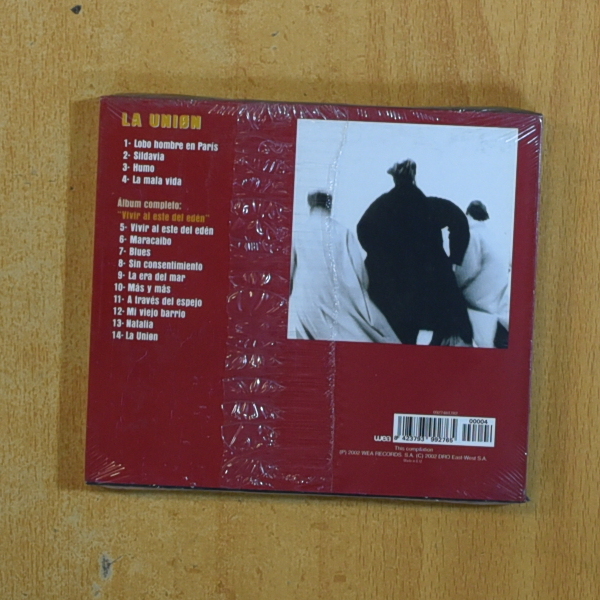 LA UNION
1- Lobo hombre en París
2- Sildavia
3- Humo
4- La mala vida
Álbum completo:
"Vivir al este del edén"
5- Vivir al este del edén
6- Maracaibo
7- Blues
8- Sin consentimiento
9- La era del mar
10- Más y más
11- A través del espejo
12- Mi viejo barrio
13- Natalia
14- La Union
00004
wea
This compilation
(P) 2002 WEA RECORDS S.A. (C) 2002 DRO East West S.A